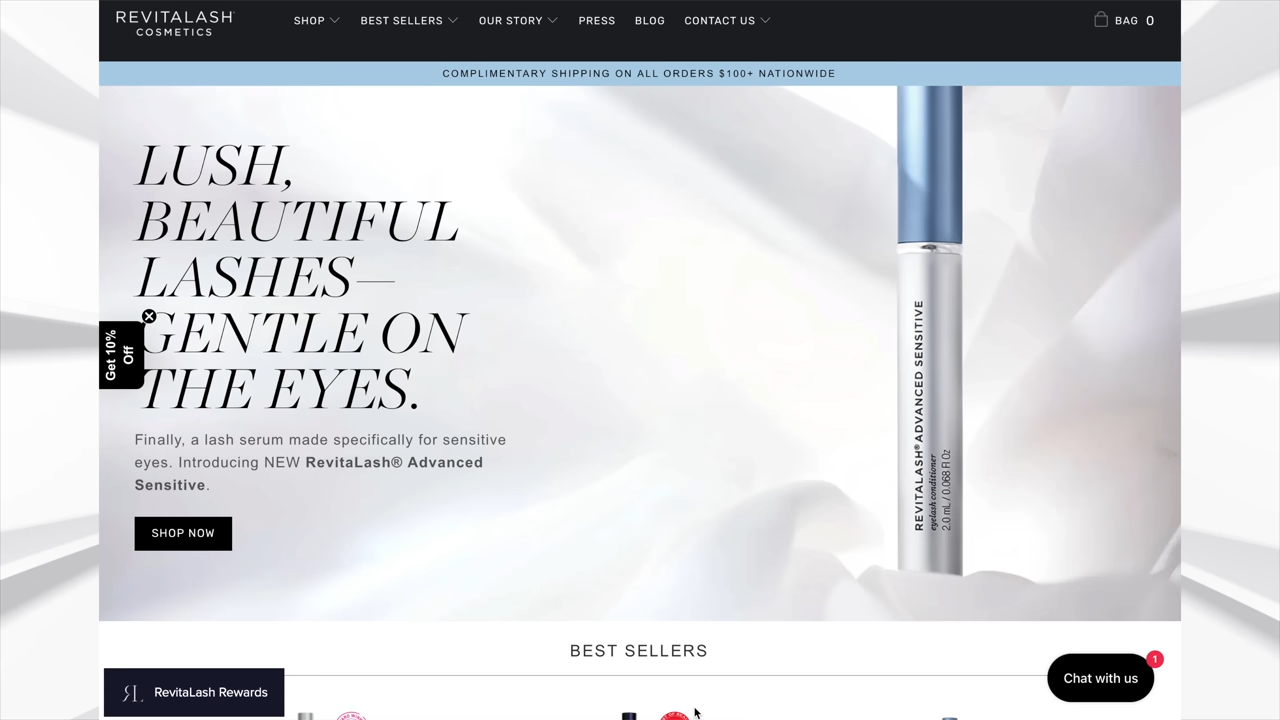 REVITALASH
COSMETICS
SHOP
BEST SELLERS
OUR STORY
PRESS
BLOG
CONTACT US
BAG 0
COMPLIMENTARY SHIPPING ON ALL ORDERS $100+ NATIONWIDE
LUSH,
BEAUTIFUL
LASHES—
GENTLE ON
THE EYES.
Get 10%
Off
Finally, a lash serum made specifically for sensitive
eyes. Introducing NEW RevitaLash® Advanced
Sensitive.
SHOP NOW
REVITALASH® ADVANCED SENSITIVE
eyelash conditioner
2.0 mL / 0.068 Fl Oz
BEST SELLERS
RL
RevitaLash Rewards
Chat with us
1